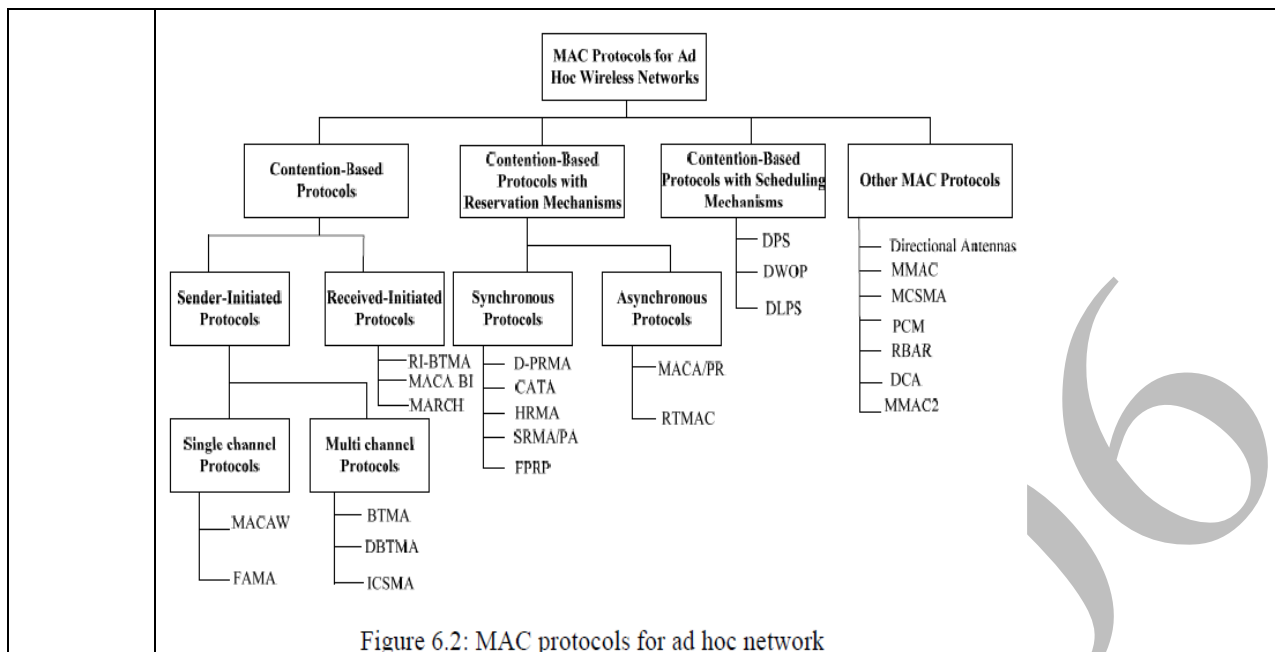 MAC Protocols for Ad
Hoc Wireless Networks
Contention-Based
Protocols
Contention-Based
Protocols with
Reservation Mechanisms
Contention-Based
Protocols with Scheduling
Mechanisms
Other MAC Protocols
Sender-Initiated
Protocols
Received-Initiated
Protocols
Synchronous
Protocols
Asynchronous
Protocols
DPS
DWOP
DLPS
Directional Antennas
MMAC
MCSMA
PCM
RBAR
DCA
MMAC2
RI-BTMA
MACA BI
MARCH
D-PRMA
CATA
HRMA
SRMA/PA
FPRP
MACA/PR
RTMAC
Single channel
Protocols
Multi channel
Protocols
MACAW
FAMA
BTMA
DBTMA
ICSMA
Figure 6.2: MAC protocols for ad hoc network